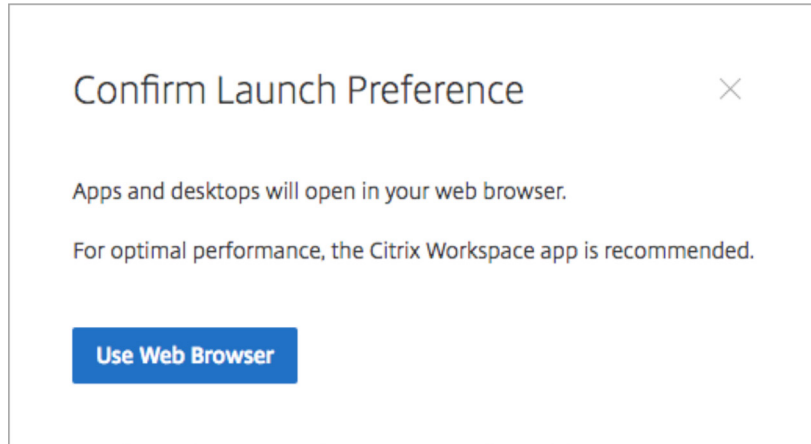 Confirm Launch Preference
Apps and desktops will open in your web browser.
For optimal performance, the Citrix Workspace app is recommended.
Use Web Browser